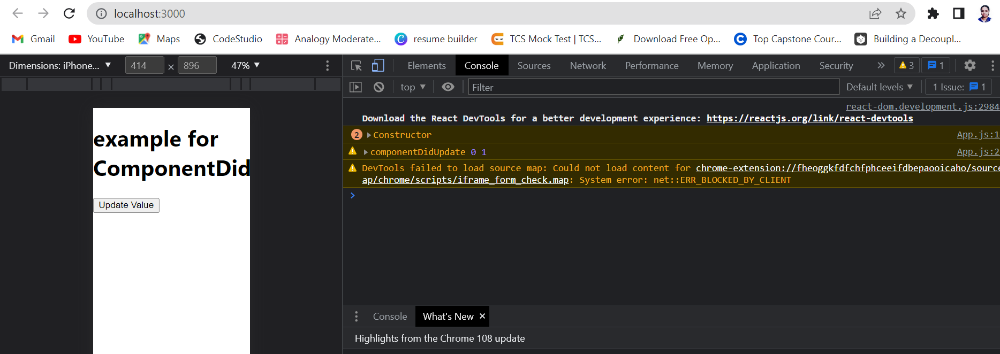 localhost:3000
Gmail YouTube Maps CodeStudio Analogy Moderate... resume builder TCS Mock Test | TCS... Download Free Op... Top Capstone Cour... Building a Decoupl...
Dimensions: iPhone... ▼ 414 × 896 47% ▼
Elements Console Sources Network Performance Memory Application Security » 3 1
top ▼ Filter Default levels ▼ 1 Issue: 1
react-dom.development.js:2984
Download the React DevTools for a better development experience: https://reactjs.org/link/react-devtools
2 ▶Constructor App.js:1
▶componentDidUpdate 0 1 App.js:2
DevTools failed to load source map: Could not load content for chrome-extension://fheoggkfdfchfphceeifdbepaooicaho/source
ap/chrome/scripts/iframe_form_check.map: System error: net::ERR_BLOCKED_BY_CLIENT
example for
ComponentDid
Update Value
Console What's New ×
Highlights from the Chrome 108 update